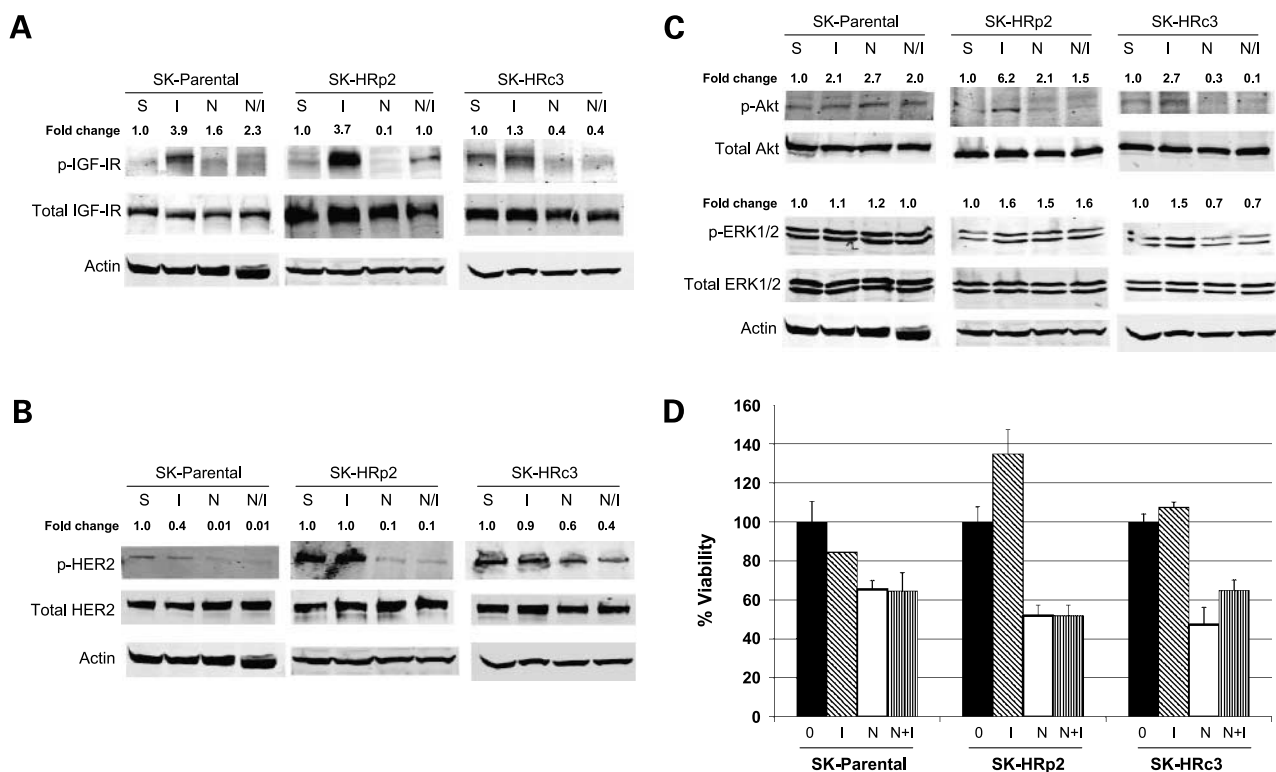 A
SK-Parental SK-HRp2 SK-HRc3
S I N N/I S I N N/I S I N N/I
Fold change 1.0 3.9 1.6 2.3 1.0 3.7 0.1 1.0 1.0 1.3 0.4 0.4
p-IGF-IR
Total IGF-IR
Actin
B
SK-Parental SK-HRp2 SK-HRc3
S I N N/I S I N N/I S I N N/I
Fold change 1.0 0.4 0.01 0.01 1.0 1.0 0.1 0.1 1.0 0.9 0.6 0.4
p-HER2
Total HER2
Actin
C
SK-Parental SK-HRp2 SK-HRc3
S I N N/I S I N N/I S I N N/I
Fold change 1.0 2.1 2.7 2.0 1.0 6.2 2.1 1.5 1.0 2.7 0.3 0.1
p-Akt
Total Akt
Fold change 1.0 1.1 1.2 1.0 1.0 1.6 1.5 1.6 1.0 1.5 0.7 0.7
p-ERK1/2
Total ERK1/2
Actin
D
% Viability
160
140
120
100
80
60
40
20
0
0 I N N+I 0 I N N+I 0 I N N+I
SK-Parental SK-HRp2 SK-HRc3